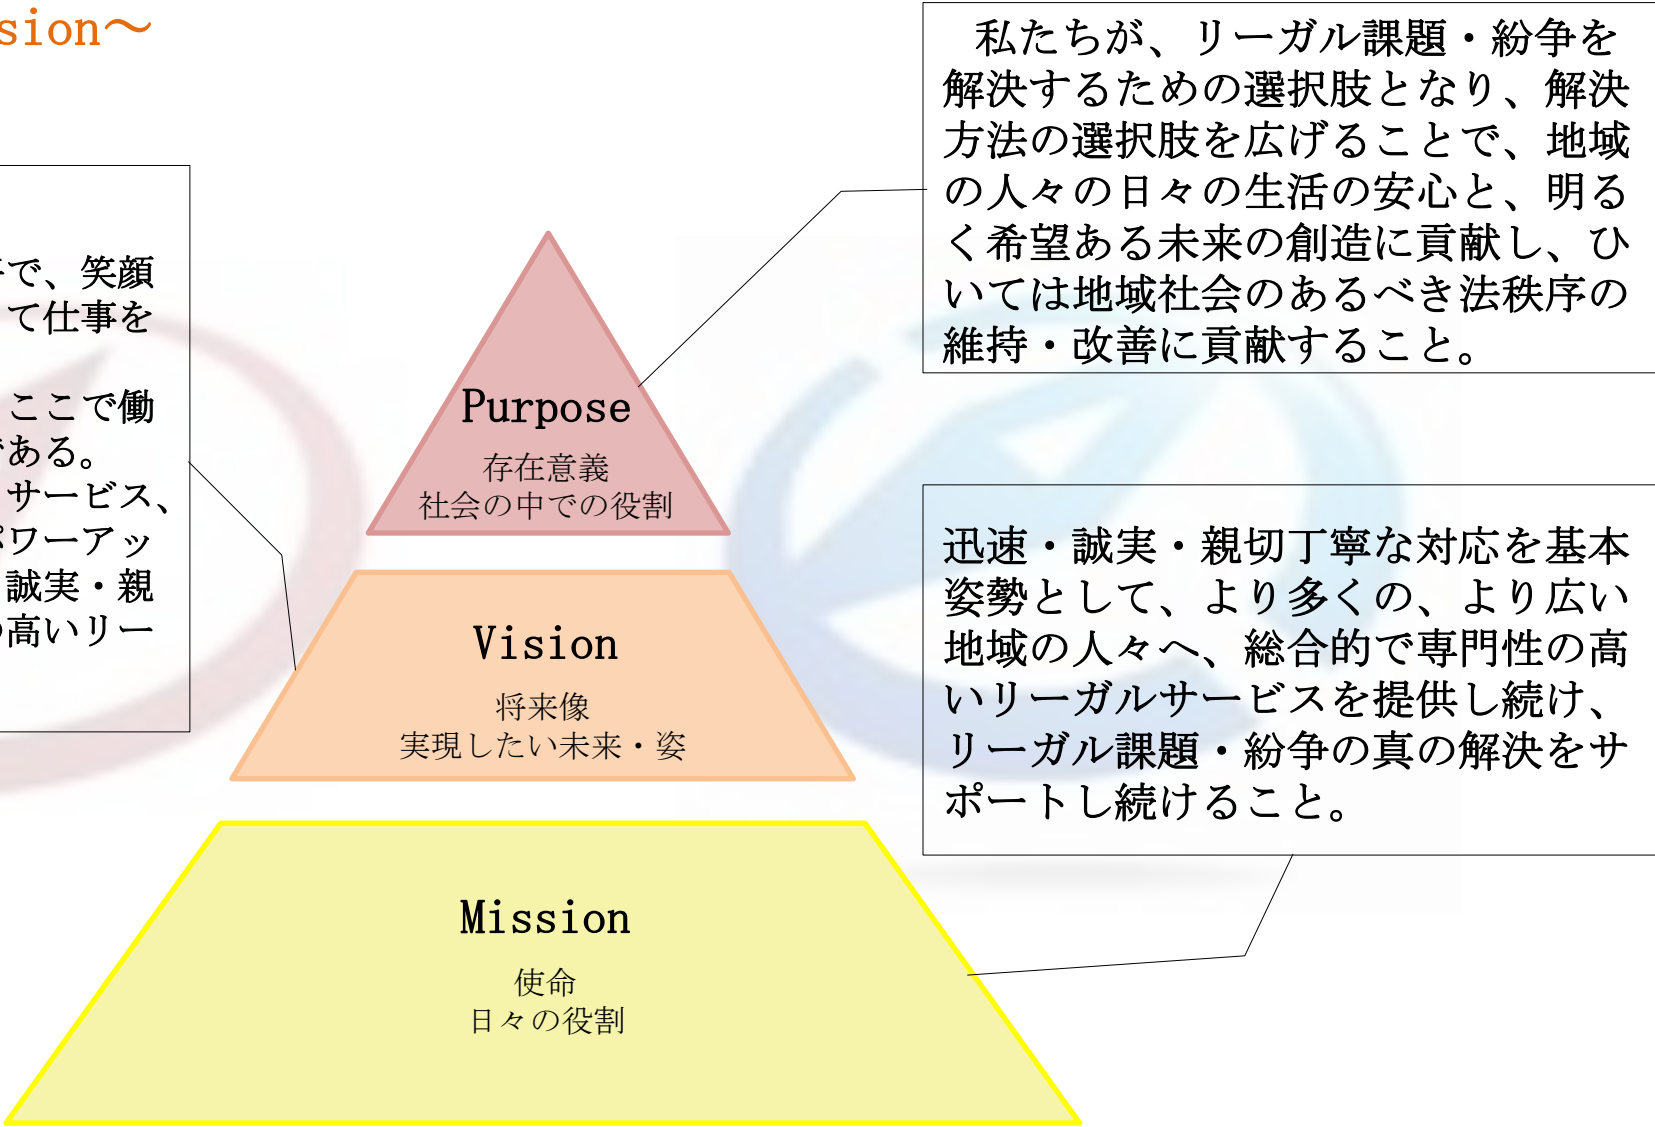 sion～
で、笑顔
て仕事を
ここで働
である。
サービス、
パワーアッ
誠実・親
の高いリー
私たちが、リーガル課題・紛争を
解決するための選択肢となり、解決
方法の選択肢を広げることで、地域
の人々の日々の生活の安心と、明る
く希望ある未来の創造に貢献し、ひ
いては地域社会のあるべき法秩序の
維持・改善に貢献すること。
Purpose
存在意義
社会の中での役割
Vision
将来像
実現したい未来・姿
迅速・誠実・親切丁寧な対応を基本
姿勢として、より多くの、より広い
地域の人々へ、総合的で専門性の高
いリーガルサービスを提供し続け、
リーガル課題・紛争の真の解決をサ
ポートし続けること。
Mission
使命
日々の役割